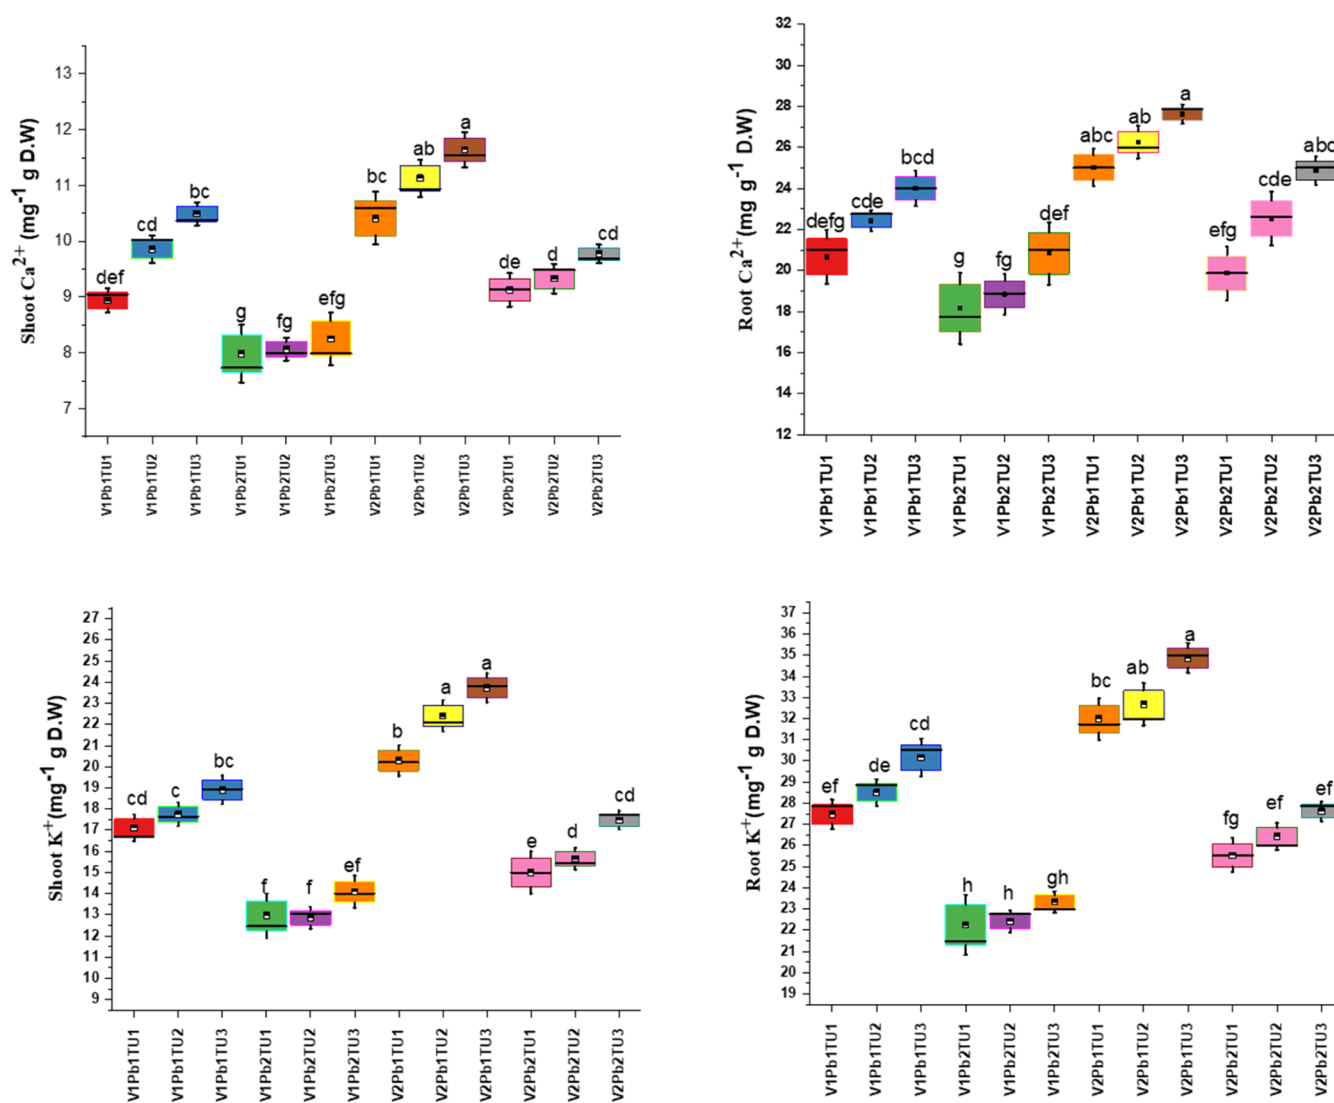 Shoot Ca2+ (mg-1 g D.W)
13
12
11
10
9
8
7
def
cd
bc
g
fg
efg
bc
ab
a
de
d
cd
V1Pb1TU1
V1Pb1TU2
V1Pb1TU3
V1Pb2TU1
V1Pb2TU2
V1Pb2TU3
V2Pb1TU1
V2Pb1TU2
V2Pb1TU3
V2Pb2TU1
V2Pb2TU2
V2Pb2TU3
Root Ca2+ (mg g-1 D.W)
32
30
28
26
24
22
20
18
16
14
12
defg
cde
bcd
g
fg
def
abc
ab
a
efg
cde
abc
V1Pb1TU1
V1Pb1TU2
V1Pb1TU3
V1Pb2TU1
V1Pb2TU2
V1Pb2TU3
V2Pb1TU1
V2Pb1TU2
V2Pb1TU3
V2Pb2TU1
V2Pb2TU2
V2Pb2TU3
Shoot K+(mg-1 g D.W)
27
26
25
24
23
22
21
20
19
18
17
16
15
14
13
12
11
10
9
cd
c
bc
f
f
ef
b
a
a
e
d
cd
V1Pb1TU1
V1Pb1TU2
V1Pb1TU3
V1Pb2TU1
V1Pb2TU2
V1Pb2TU3
V2Pb1TU1
V2Pb1TU2
V2Pb1TU3
V2Pb2TU1
V2Pb2TU2
V2Pb2TU3
Root K+(mg-1 g D.W)
37
36
35
34
33
32
31
30
29
28
27
26
25
24
23
22
21
20
19
ef
de
cd
h
h
gh
bc
ab
a
fg
ef
ef
V1Pb1TU1
V1Pb1TU2
V1Pb1TU3
V1Pb2TU1
V1Pb2TU2
V1Pb2TU3
V2Pb1TU1
V2Pb1TU2
V2Pb1TU3
V2Pb2TU1
V2Pb2TU2
V2Pb2TU3